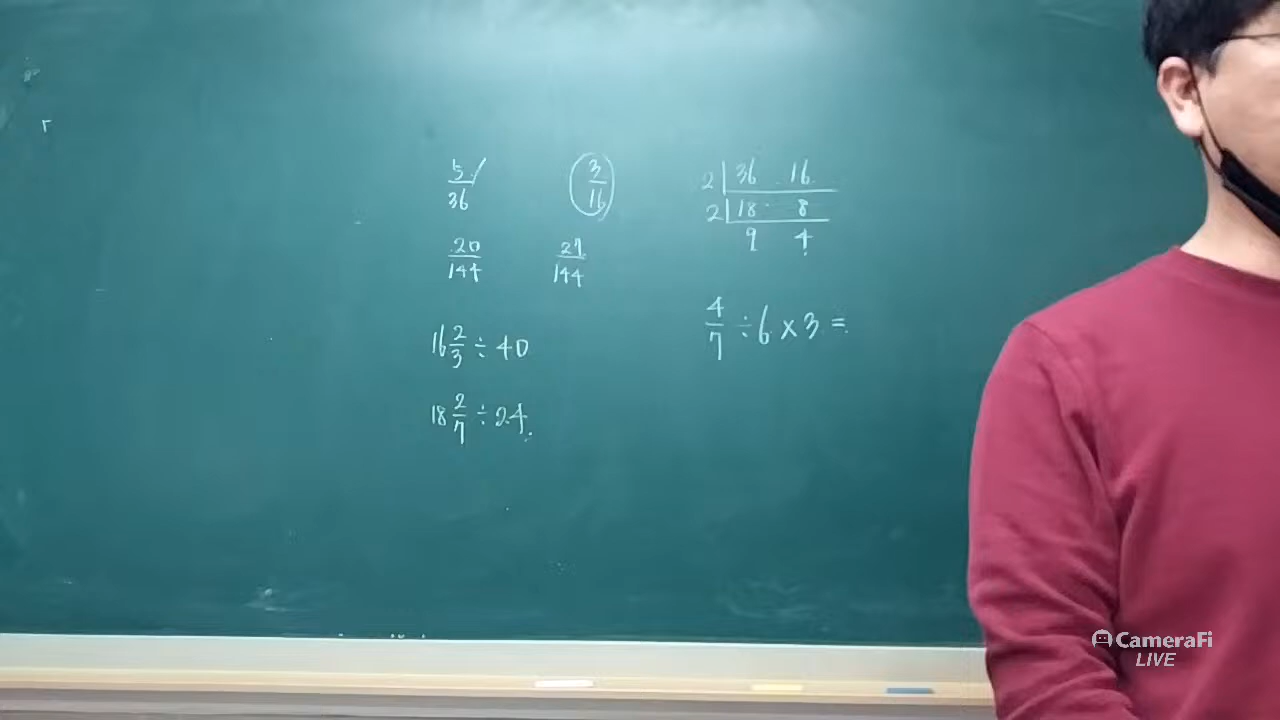 5/36 3/16
20/144 27/144
16 2/3 ÷ 40
18 2/7 ÷ 24
2 | 36 16
2 | 18 8
9 4
4/7 ÷ 6 × 3 =
CameraFi
LIVE